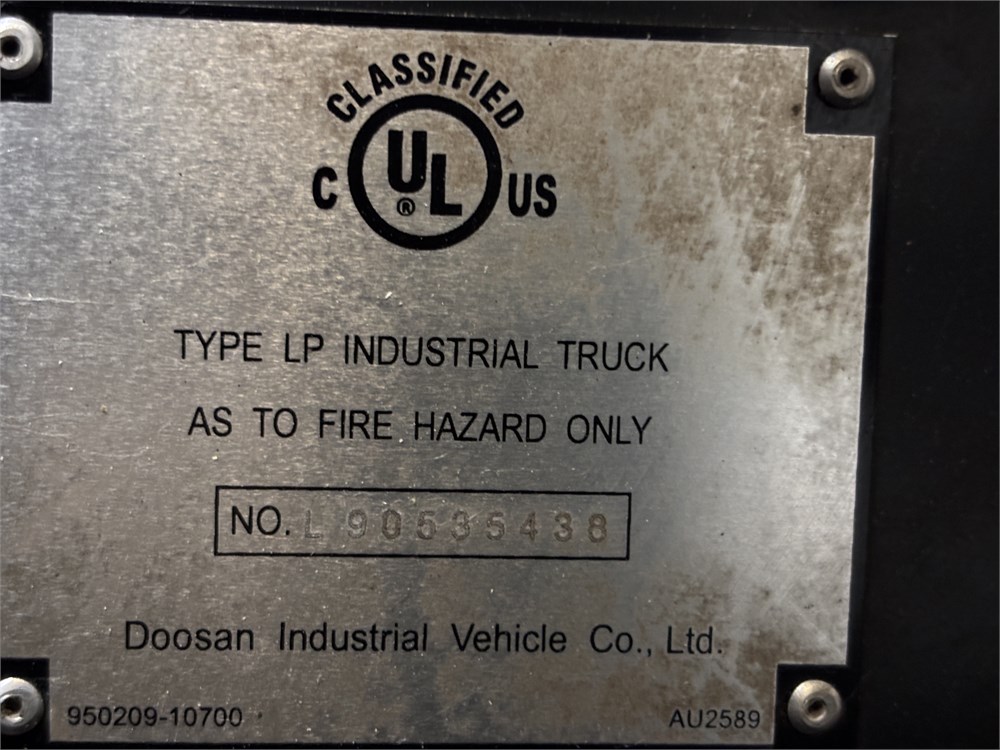 CLASSIFIED
C UL US
®
TYPE LP INDUSTRIAL TRUCK
AS TO FIRE HAZARD ONLY
NO. L 90535438
Doosan Industrial Vehicle Co., Ltd.
950209-10700
AU2589